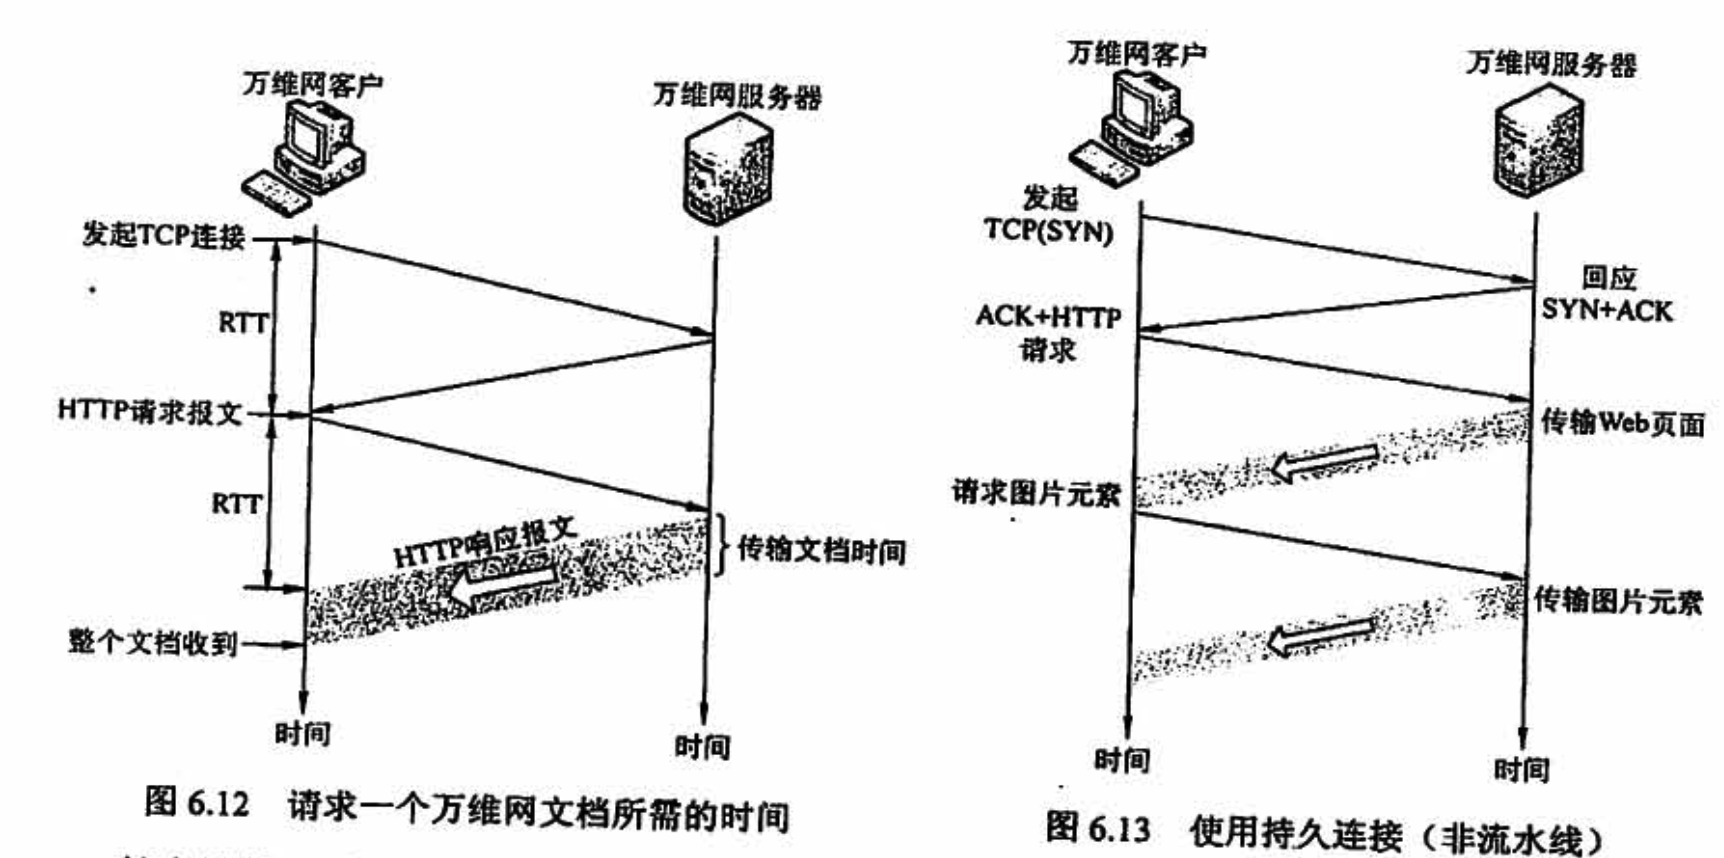 万维网客户
万维网服务器
发起TCP连接
RTT
HTTP请求报文
RTT
HTTP响应报文
传输文档时间
整个文档收到
时间
时间
图 6.12 请求一个万维网文档所需的时间
万维网客户
万维网服务器
发起
TCP(SYN)
回应
SYN+ACK
ACK+HTTP
请求
传输Web页面
请求图片元素
传输图片元素
时间
时间
图 6.13 使用持久连接（非流水线）